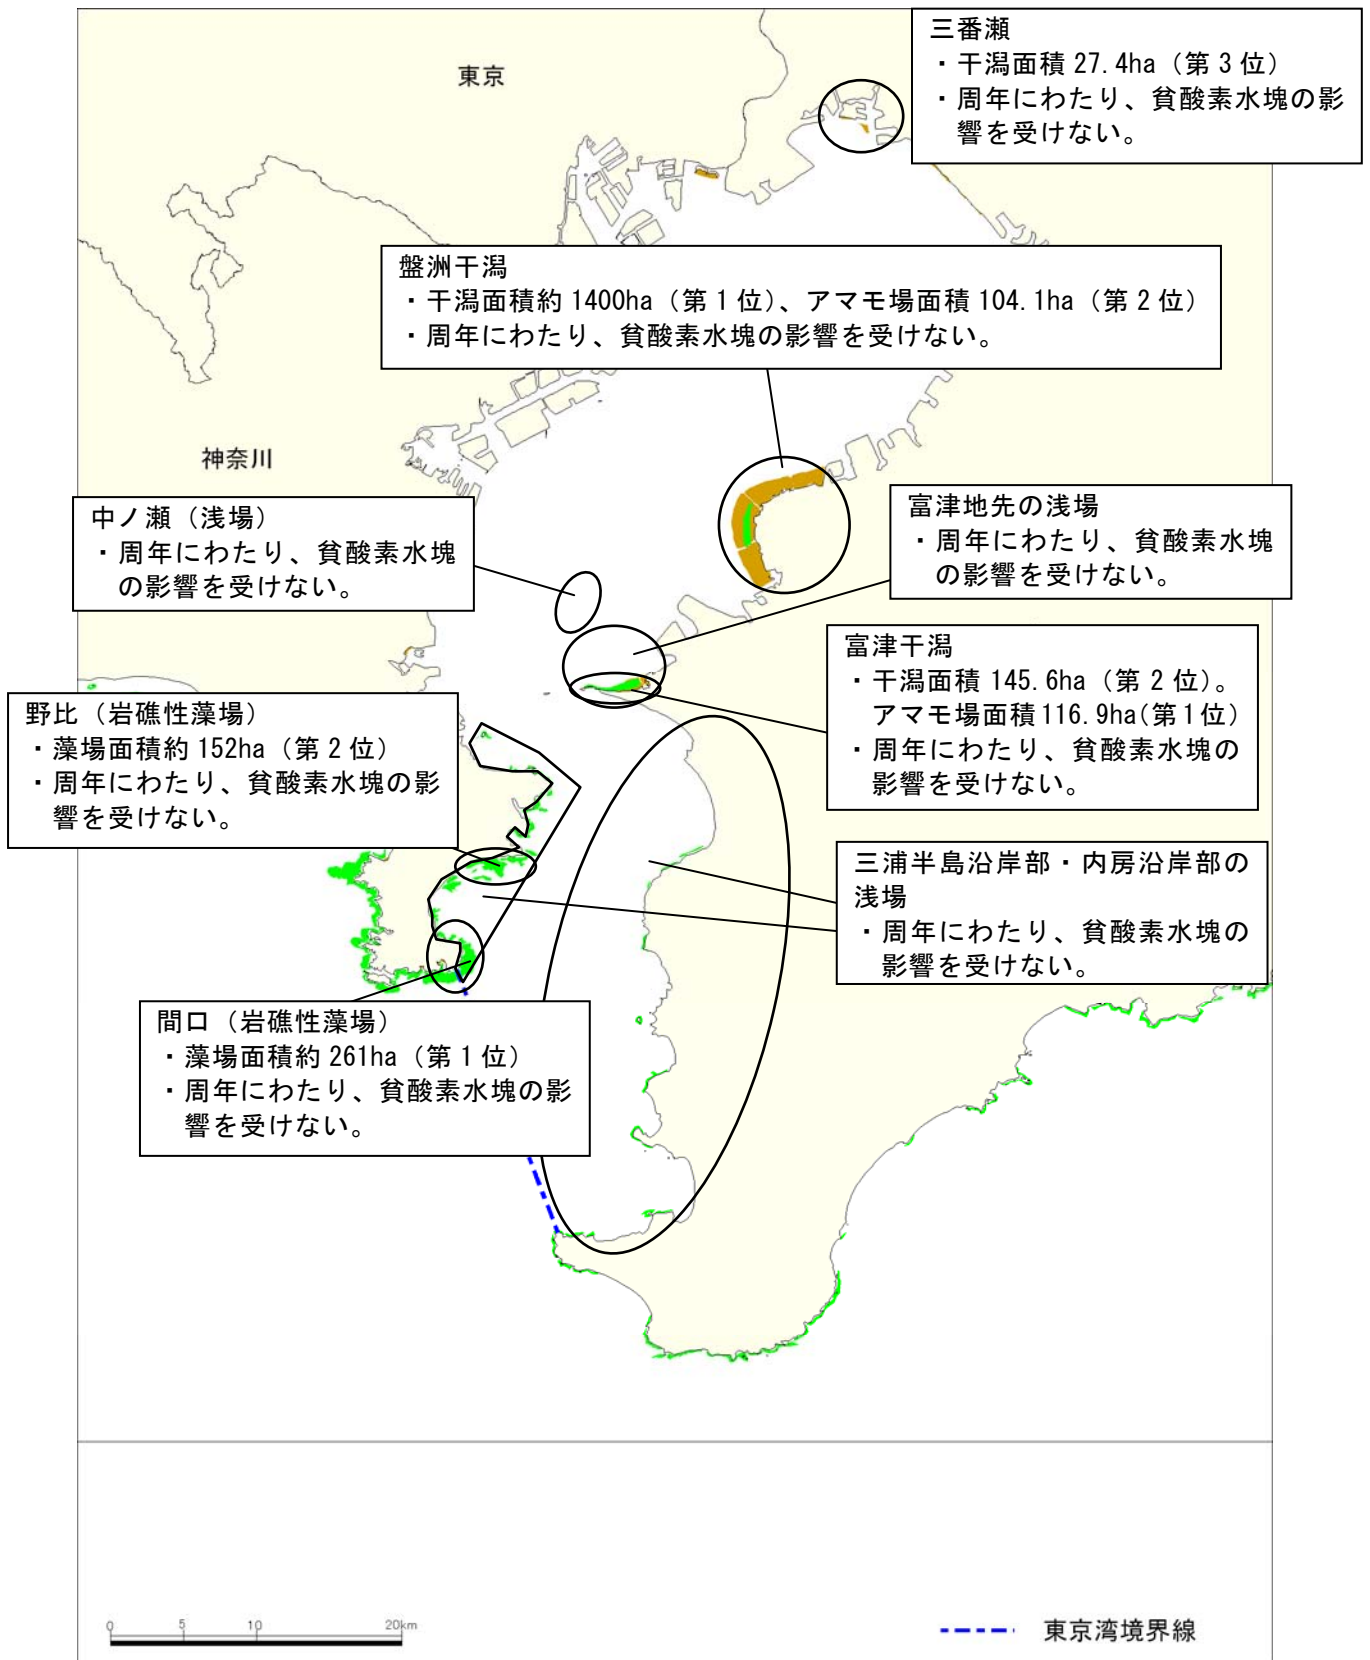 三番瀬
・干潟面積 27.4ha（第 3 位）
・周年にわたり、貧酸素水塊の影
響を受けない。
東京
盤洲干潟
・干潟面積約 1400ha（第 1 位）、アマモ場面積 104.1ha（第 2 位）
・周年にわたり、貧酸素水塊の影響を受けない。
神奈川
中ノ瀬（浅場）
・周年にわたり、貧酸素水塊
の影響を受けない。
富津地先の浅場
・周年にわたり、貧酸素水塊
の影響を受けない。
富津干潟
・干潟面積 145.6ha（第 2 位）。
アマモ場面積 116.9ha(第 1 位)
・周年にわたり、貧酸素水塊の
影響を受けない。
野比（岩礁性藻場）
・藻場面積約 152ha（第 2 位）
・周年にわたり、貧酸素水塊の影
響を受けない。
三浦半島沿岸部・内房沿岸部の
浅場
・周年にわたり、貧酸素水塊の
影響を受けない。
間口（岩礁性藻場）
・藻場面積約 261ha（第 1 位）
・周年にわたり、貧酸素水塊の影
響を受けない。
0 5 10 20km
東京湾境界線